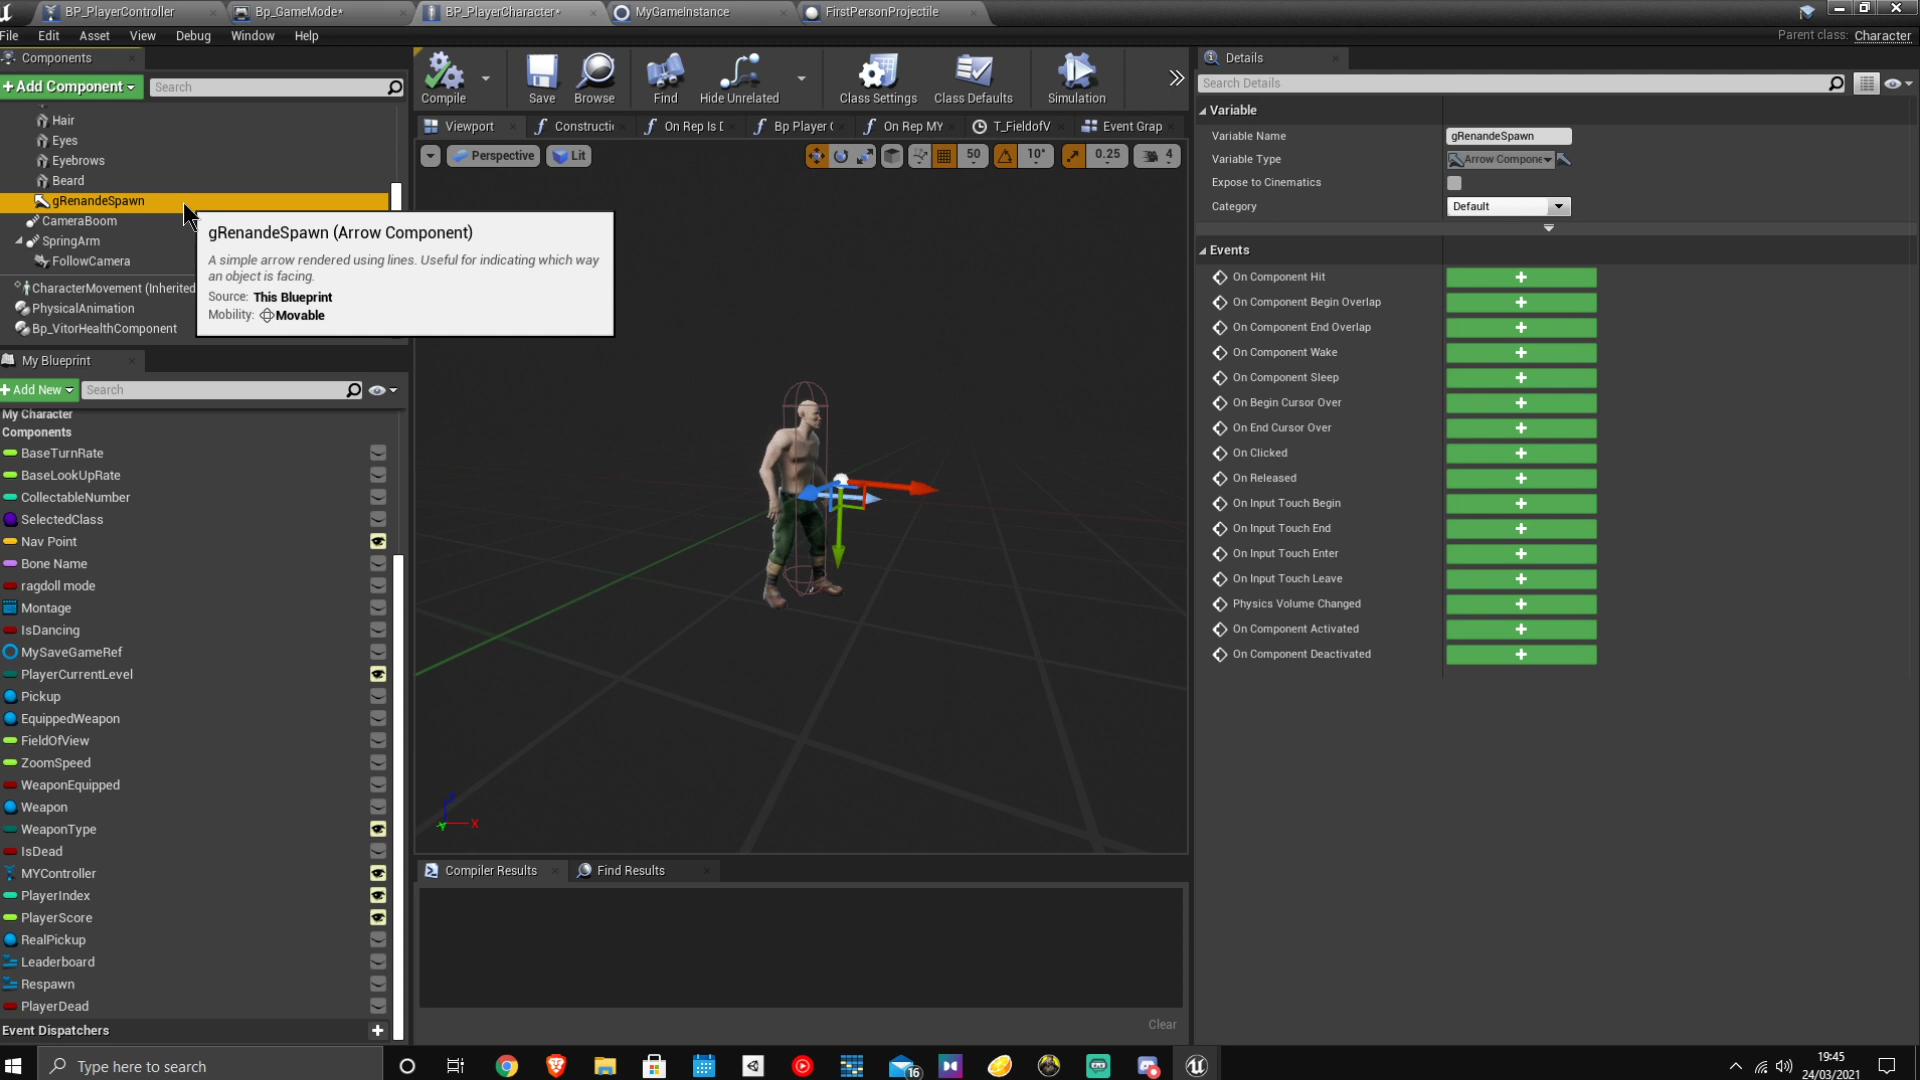 BP_PlayerController
Bp_GameMode*
BP_PlayerCharacter*
MyGameInstance
FirstPersonProjectile
File Edit Asset View Debug Window Help
Parent class: Character
Components
+Add Component
Search
Hair
Eyes
Eyebrows
Beard
gRenandeSpawn
CameraBoom
SpringArm
FollowCamera
CharacterMovement (Inherited
PhysicalAnimation
Bp_VitorHealthComponent
gRenandeSpawn (Arrow Component)
A simple arrow rendered using lines. Useful for indicating which way
an object is facing.
Source: This Blueprint
Mobility: Movable
My Blueprint
+Add New
Search
My Character
Components
BaseTurnRate
BaseLookUpRate
CollectableNumber
SelectedClass
Nav Point
Bone Name
ragdoll mode
Montage
IsDancing
MySaveGameRef
PlayerCurrentLevel
Pickup
EquippedWeapon
FieldOfView
ZoomSpeed
WeaponEquipped
Weapon
WeaponType
IsDead
MYController
PlayerIndex
PlayerScore
RealPickup
Leaderboard
Respawn
PlayerDead
Event Dispatchers
Compile
Save
Browse
Find
Hide Unrelated
Class Settings
Class Defaults
Simulation
Viewport
Constructi
On Rep Is D
Bp Player C
On Rep MY
T_FieldofV
Event Grap
Perspective
Lit
50
10°
0.25
4
X
Y
Compiler Results
Find Results
Clear
Details
Search Details
Variable
Variable Name gRenandeSpawn
Variable Type Arrow Compone
Expose to Cinematics
Category Default
Events
On Component Hit
On Component Begin Overlap
On Component End Overlap
On Component Wake
On Component Sleep
On Begin Cursor Over
On End Cursor Over
On Clicked
On Released
On Input Touch Begin
On Input Touch End
On Input Touch Enter
On Input Touch Leave
Physics Volume Changed
On Component Activated
On Component Deactivated
Type here to search
16
19:45
24/03/2021